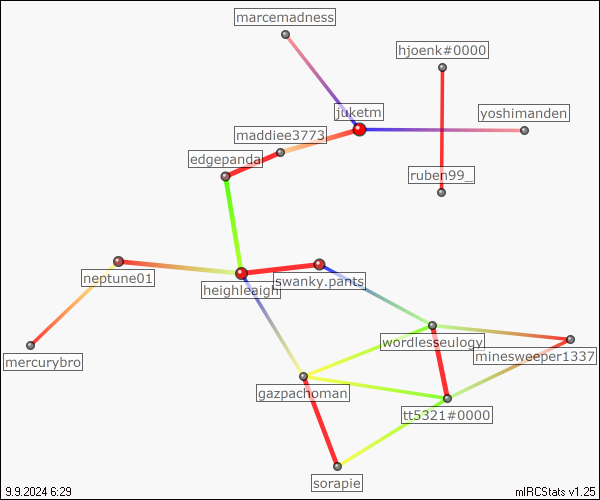 marcemadness
hjoenk#0000
juketm
yoshimanden
maddiee3773
edgepanda
ruben99_
neptune01
heighleaigh
swanky.pants
wordlesseulogy
minesweeper1337
mercurybro
gazpachoman
tt5321#0000
sorapie
9.9.2024 6:29
mIRCStats v1.25